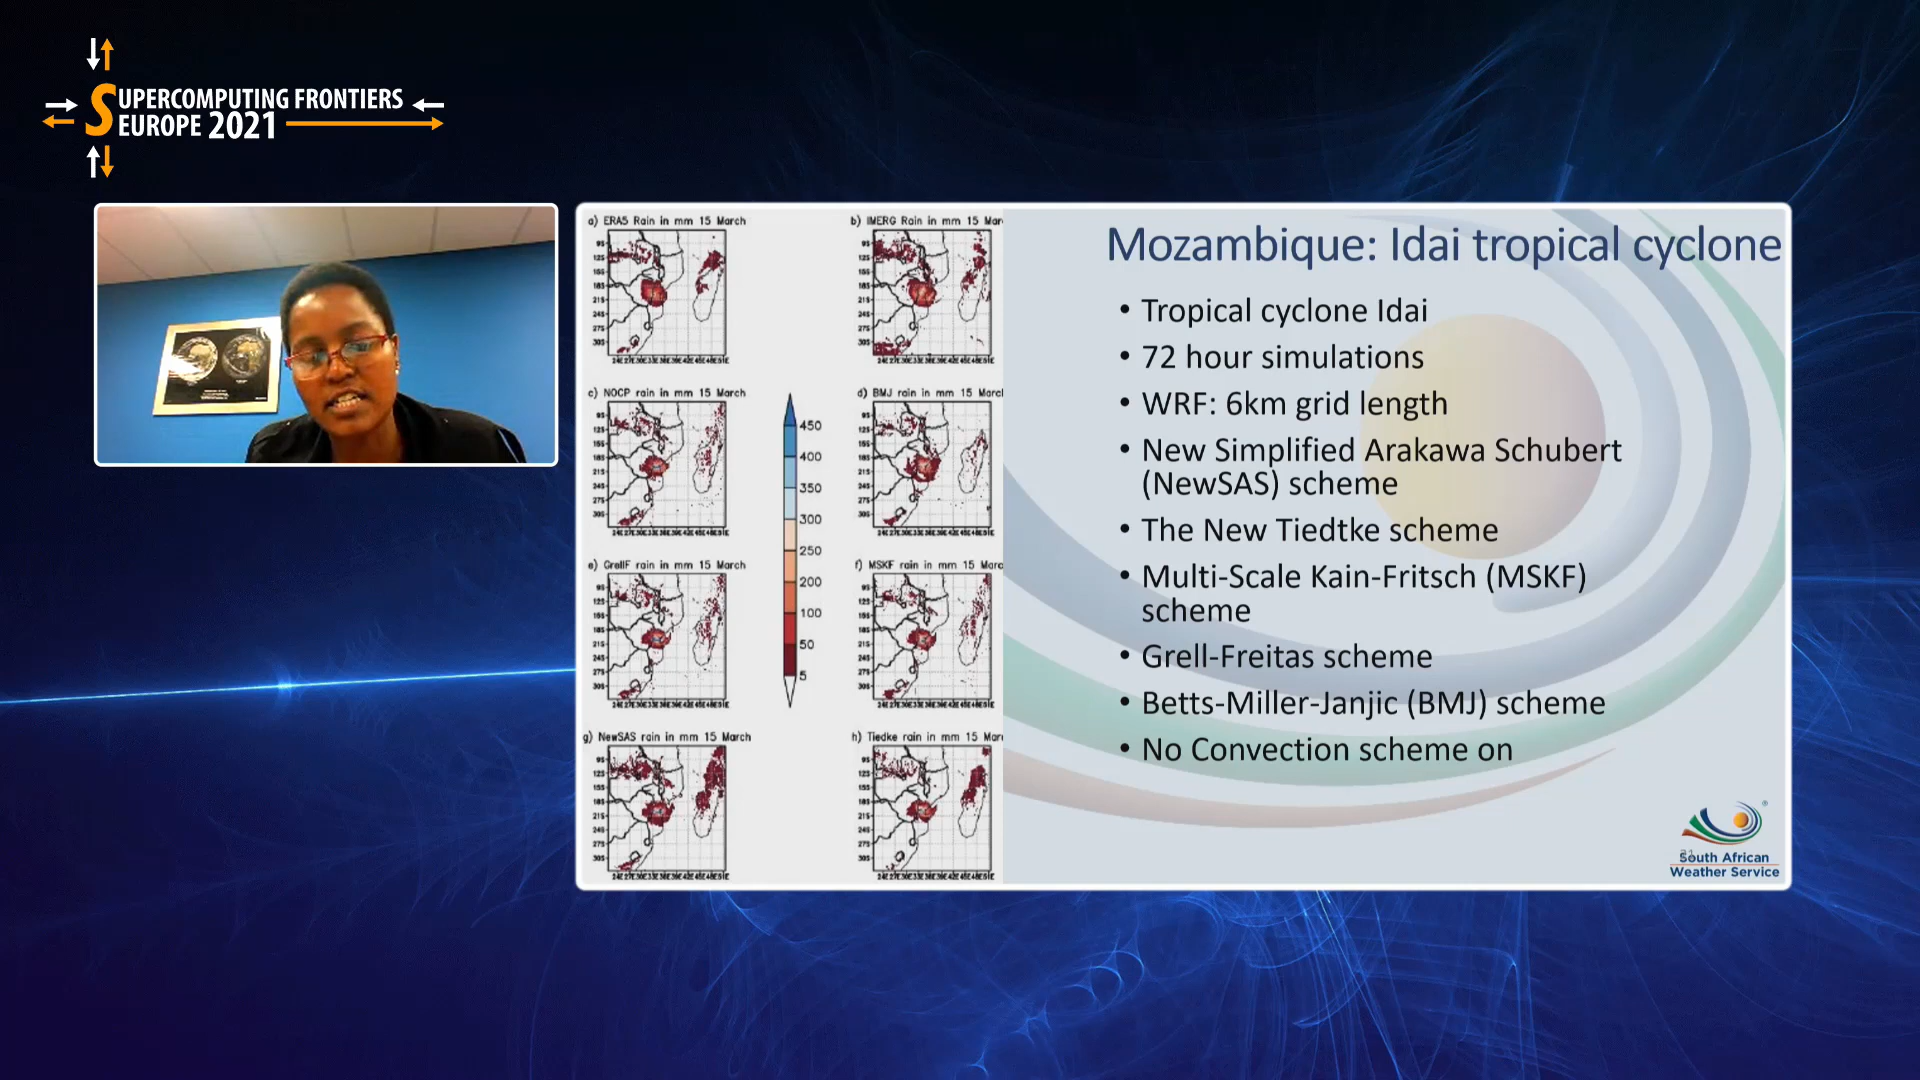 SUPERCOMPUTING FRONTIERS
EUROPE 2021
a) ERA5 Rain in mm 15 March
b) IMERG Rain in mm 15 Mar
c) NOCP rain in mm 15 March
d) BMJ rain in mm 15 March
e) GrellF rain in mm 15 March
f) MSKF rain in mm 15 Marc
g) NewSAS rain in mm 15 March
h) Tiedke rain in mm 15 Mar
450
400
350
300
250
200
100
50
5
Mozambique: Idai tropical cyclone
• Tropical cyclone Idai
• 72 hour simulations
• WRF: 6km grid length
• New Simplified Arakawa Schubert
(NewSAS) scheme
• The New Tiedtke scheme
• Multi-Scale Kain-Fritsch (MSKF)
scheme
• Grell-Freitas scheme
• Betts-Miller-Janjic (BMJ) scheme
• No Convection scheme on
South African
Weather Service